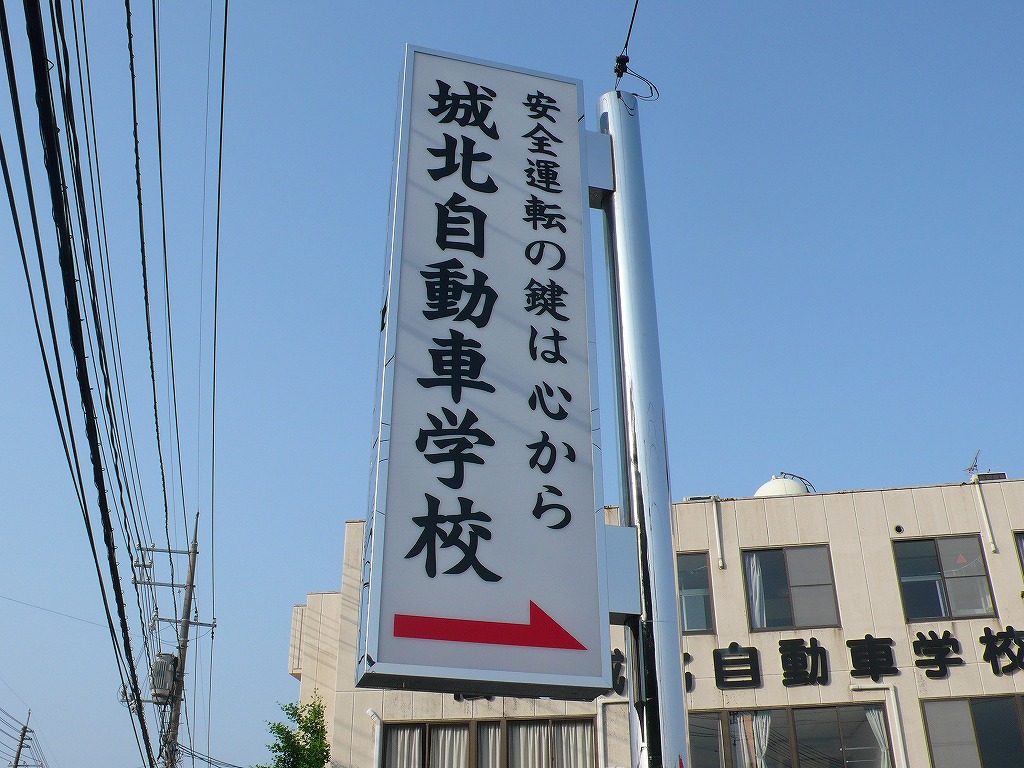 安全運転の鍵は心から
城北自動車学校
自動車学校